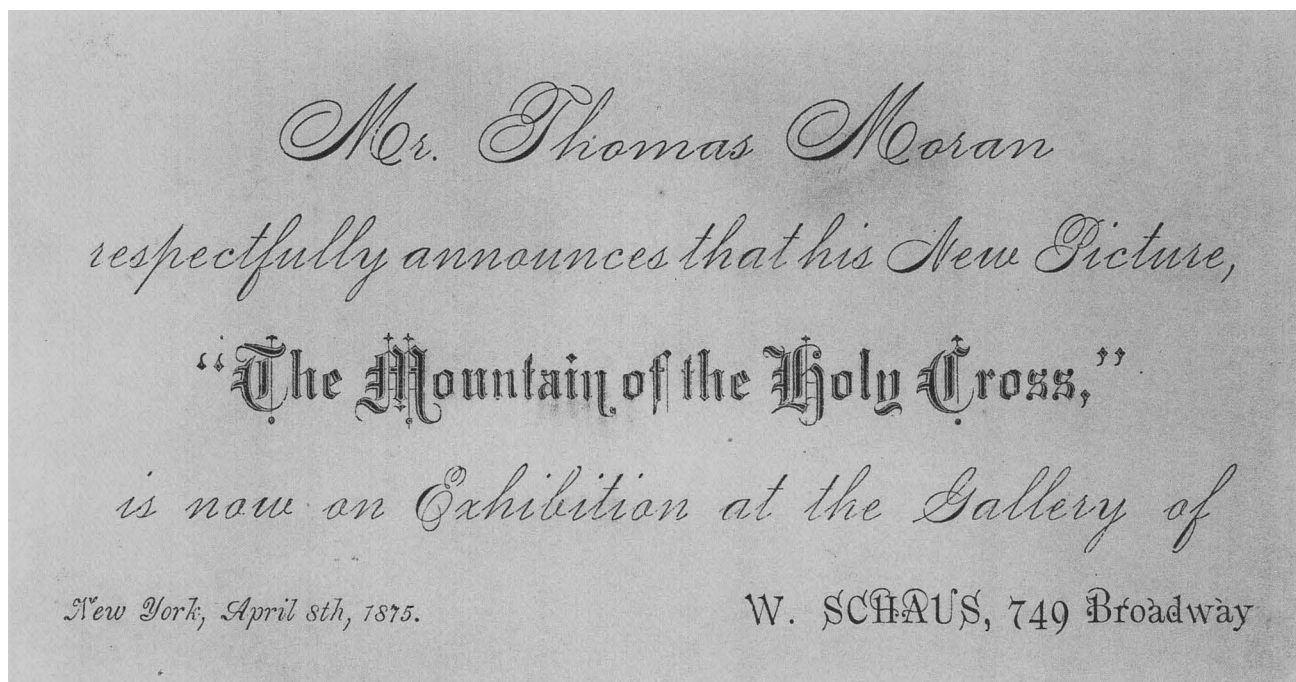 Mr. Thomas Moran
respectfully announces that his New Picture,
“The Mountain of the Holy Cross,”
is now on Exhibition at the Gallery of
New York, April 8th, 1875.
W. SCHAUS, 749 Broadway